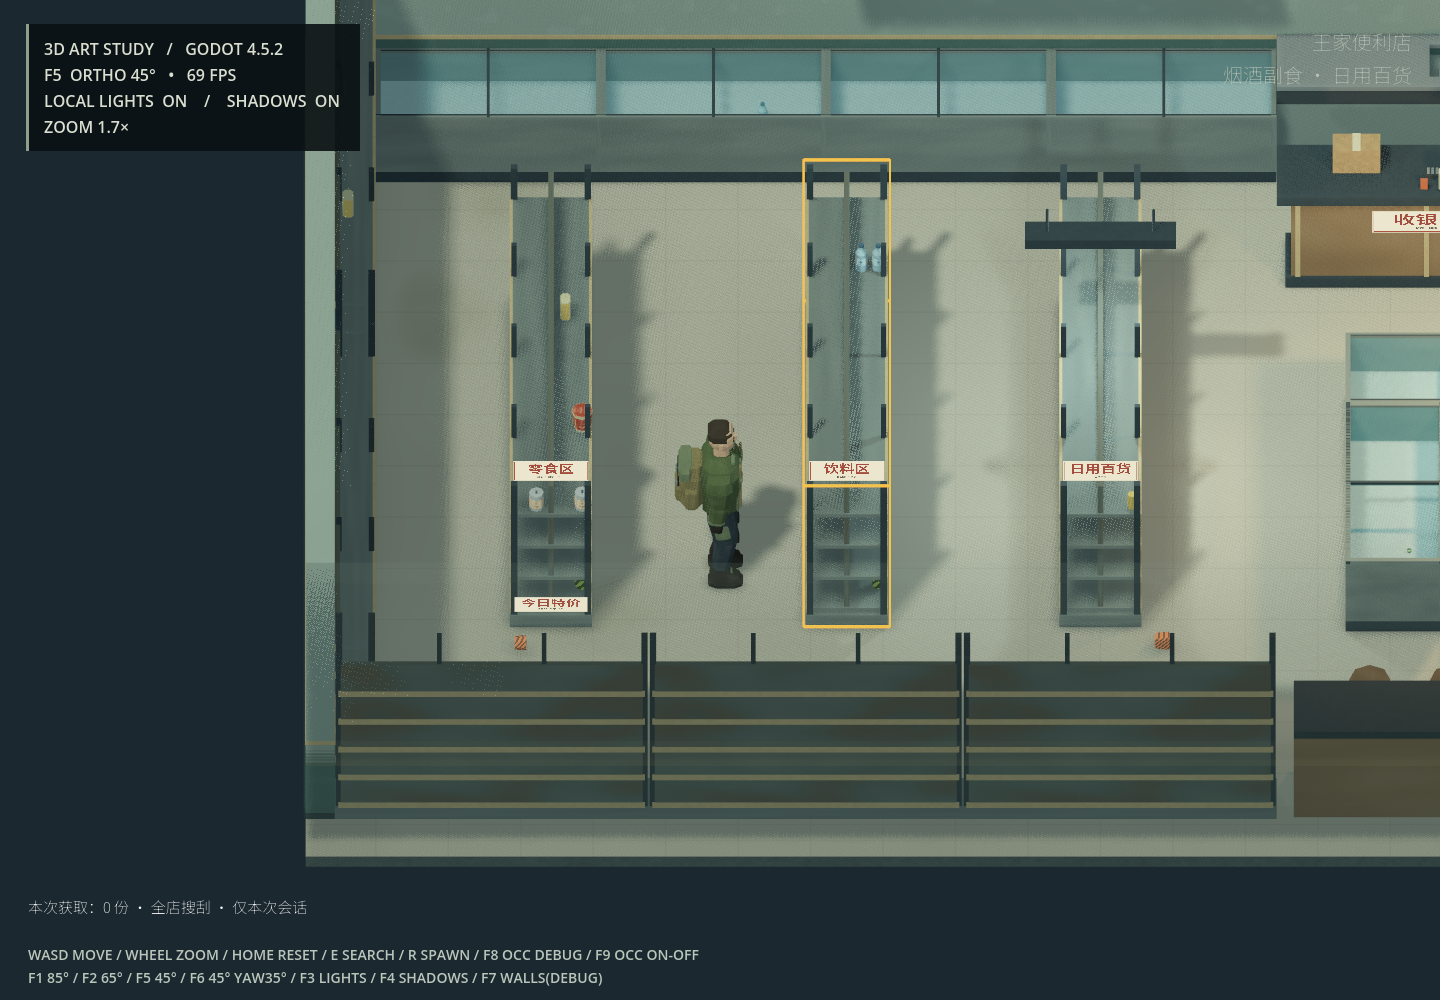 3D ART STUDY / GODOT 4.5.2
F5 ORTHO 45° • 69 FPS
LOCAL LIGHTS ON / SHADOWS ON
ZOOM 1.7×
王家便利店
烟酒副食 · 日用百货
收银
零食区
饮料区
日用百货
今日特价
本次获取：0 份 · 全店搜刮 · 仅本次会话
WASD MOVE / WHEEL ZOOM / HOME RESET / E SEARCH / R SPAWN / F8 OCC DEBUG / F9 OCC ON-OFF
F1 85° / F2 65° / F5 45° / F6 45° YAW35° / F3 LIGHTS / F4 SHADOWS / F7 WALLS(DEBUG)